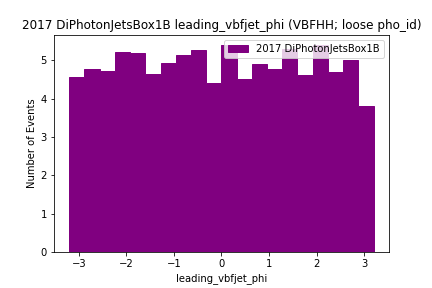 2017 DiPhotonJetsBox1B leading_vbfjet_phi (VBFHH; loose pho_id)
2017 DiPhotonJetsBox1B
Number of Events
5
4
3
2
1
0
−3 −2 −1 0 1 2 3
leading_vbfjet_phi